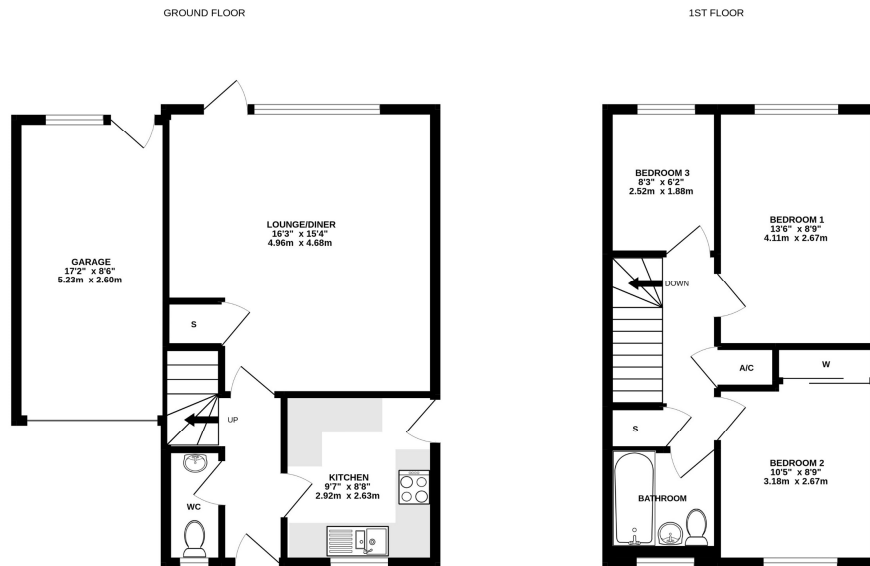 GROUND FLOOR
1ST FLOOR
GARAGE
17'2" x 8'6"
5.23m x 2.60m
LOUNGE/DINER
16'3" x 15'4"
4.96m x 4.68m
S
UP
WC
KITCHEN
9'7" x 8'8"
2.92m x 2.63m
BEDROOM 3
8'3" x 6'2"
2.52m x 1.88m
BEDROOM 1
13'6" x 8'9"
4.11m x 2.67m
DOWN
A/C
W
S
BEDROOM 2
10'5" x 8'9"
3.18m x 2.67m
BATHROOM